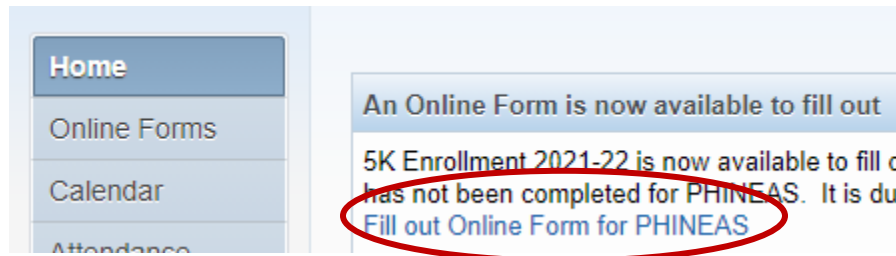 Home
Online Forms
Calendar
Attendance
An Online Form is now available to fill out
5K Enrollment 2021-22 is now available to fill
has not been completed for PHINEAS. It is
Fill out Online Form for PHINEAS